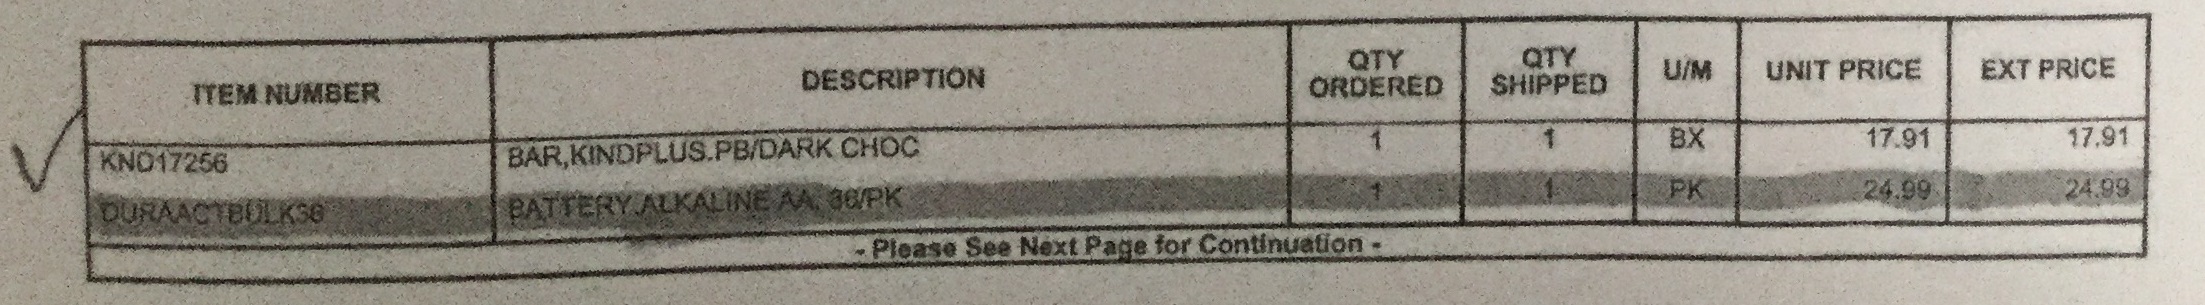 ITEM NUMBER DESCRIPTION QTY ORDERED QTY SHIPPED U/M UNIT PRICE EXT PRICE
KND17256 BAR,KINDPLUS.PB/DARK CHOC 1 1 BX 17.91 17.91
DURAACTBULK36 BATTERY,ALKALINE AA, 36/PK 1 1 PK 24.99 24.99
- Please See Next Page for Continuation -